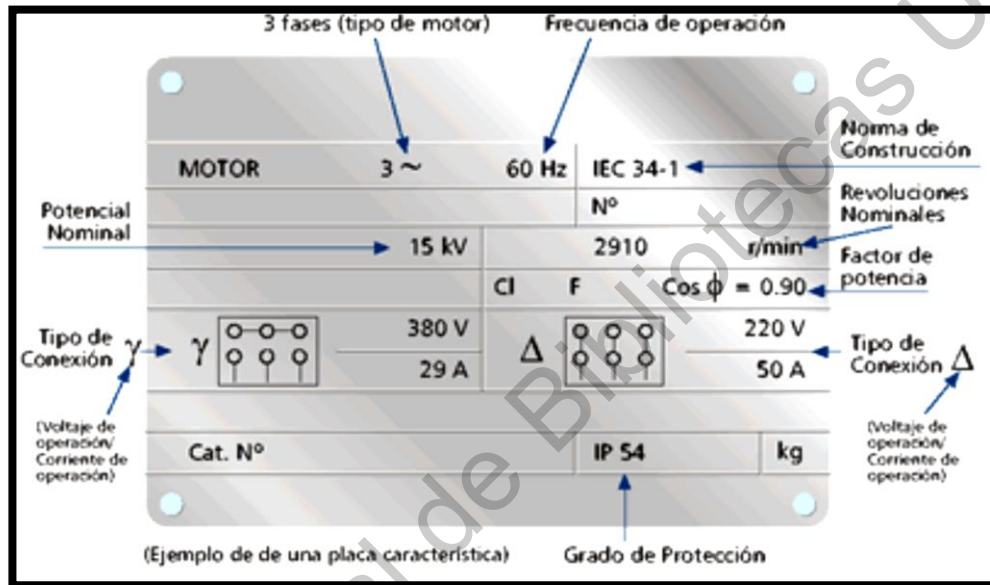 3 fases (tipo de motor) Frecuencia de operación
Norma de
Construcción
MOTOR 3 ~ 60 Hz IEC 34-1
Nº
Revoluciones
Nominales
Potencial
Nominal
15 kV 2910 r/min
Factor de
potencia
Cl F Cos ϕ = 0.90
Tipo de
Conexión γ
γ 380 V
29 A
Δ 220 V
50 A
Tipo de
Conexión Δ
(Voltaje de
operación/
Corriente de
operación)
(Voltaje de
operación/
Corriente de
operación)
Cat. Nº IP 54 kg
(Ejemplo de de una placa característica) Grado de Protección
al de Bibliotecas U